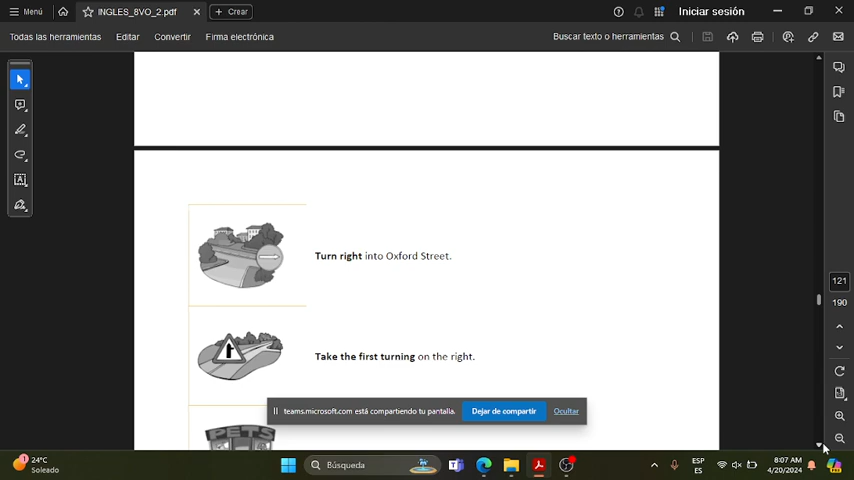 Menú
INGLES_8VO_2.pdf
Crear
Iniciar sesión
Todas las herramientas
Editar
Convertir
Firma electrónica
Buscar texto o herramientas
Turn right into Oxford Street.
Take the first turning on the right.
PETS
teams.microsoft.com está compartiendo tu pantalla.
Dejar de compartir
Ocultar
121
190
1
24°C
Soleado
Búsqueda
ESP
ES
8:07 AM
4/20/2024